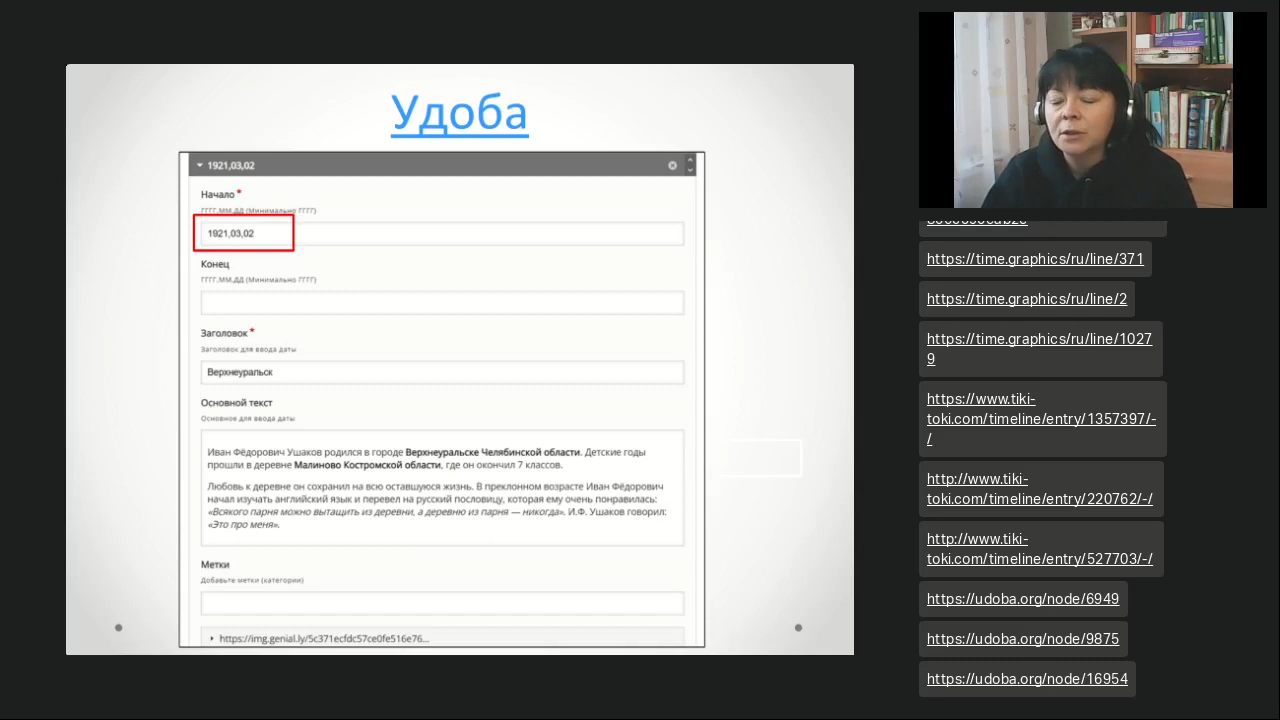 Удоба
1921,03,02
Начало *
ГГГГ.ММ.ДД (Минимально ГГГГ)
1921,03,02
Конец
ГГГГ.ММ.ДД (Минимально ГГГГ)
Заголовок *
Заголовок для ввода даты
Верхнеуральск
Основной текст
Основное для ввода даты
Иван Фёдорович Ушаков родился в городе Верхнеуральске Челябинской области. Детские годы
прошли в деревне Малиново Костромской области, где он окончил 7 классов.
Любовь к деревне он сохранил на всю оставшуюся жизнь. В преклонном возрасте Иван Фёдорович
начал изучать английский язык и перевел на русский пословицу, которая ему очень понравилась:
«Всякого парня можно вытащить из деревни, а деревню из парня — никогда». И.Ф. Ушаков говорил:
«Это про меня».
Метки
Добавьте метки (категории)
https://img.genial.ly/5c371ecfdc57ce0fe516e76...
https://time.graphics/ru/line/371
https://time.graphics/ru/line/2
https://time.graphics/ru/line/1027
9
https://www.tiki-
toki.com/timeline/entry/1357397/-
/
http://www.tiki-
toki.com/timeline/entry/220762/-/
http://www.tiki-
toki.com/timeline/entry/527703/-/
https://udoba.org/node/6949
https://udoba.org/node/9875
https://udoba.org/node/16954